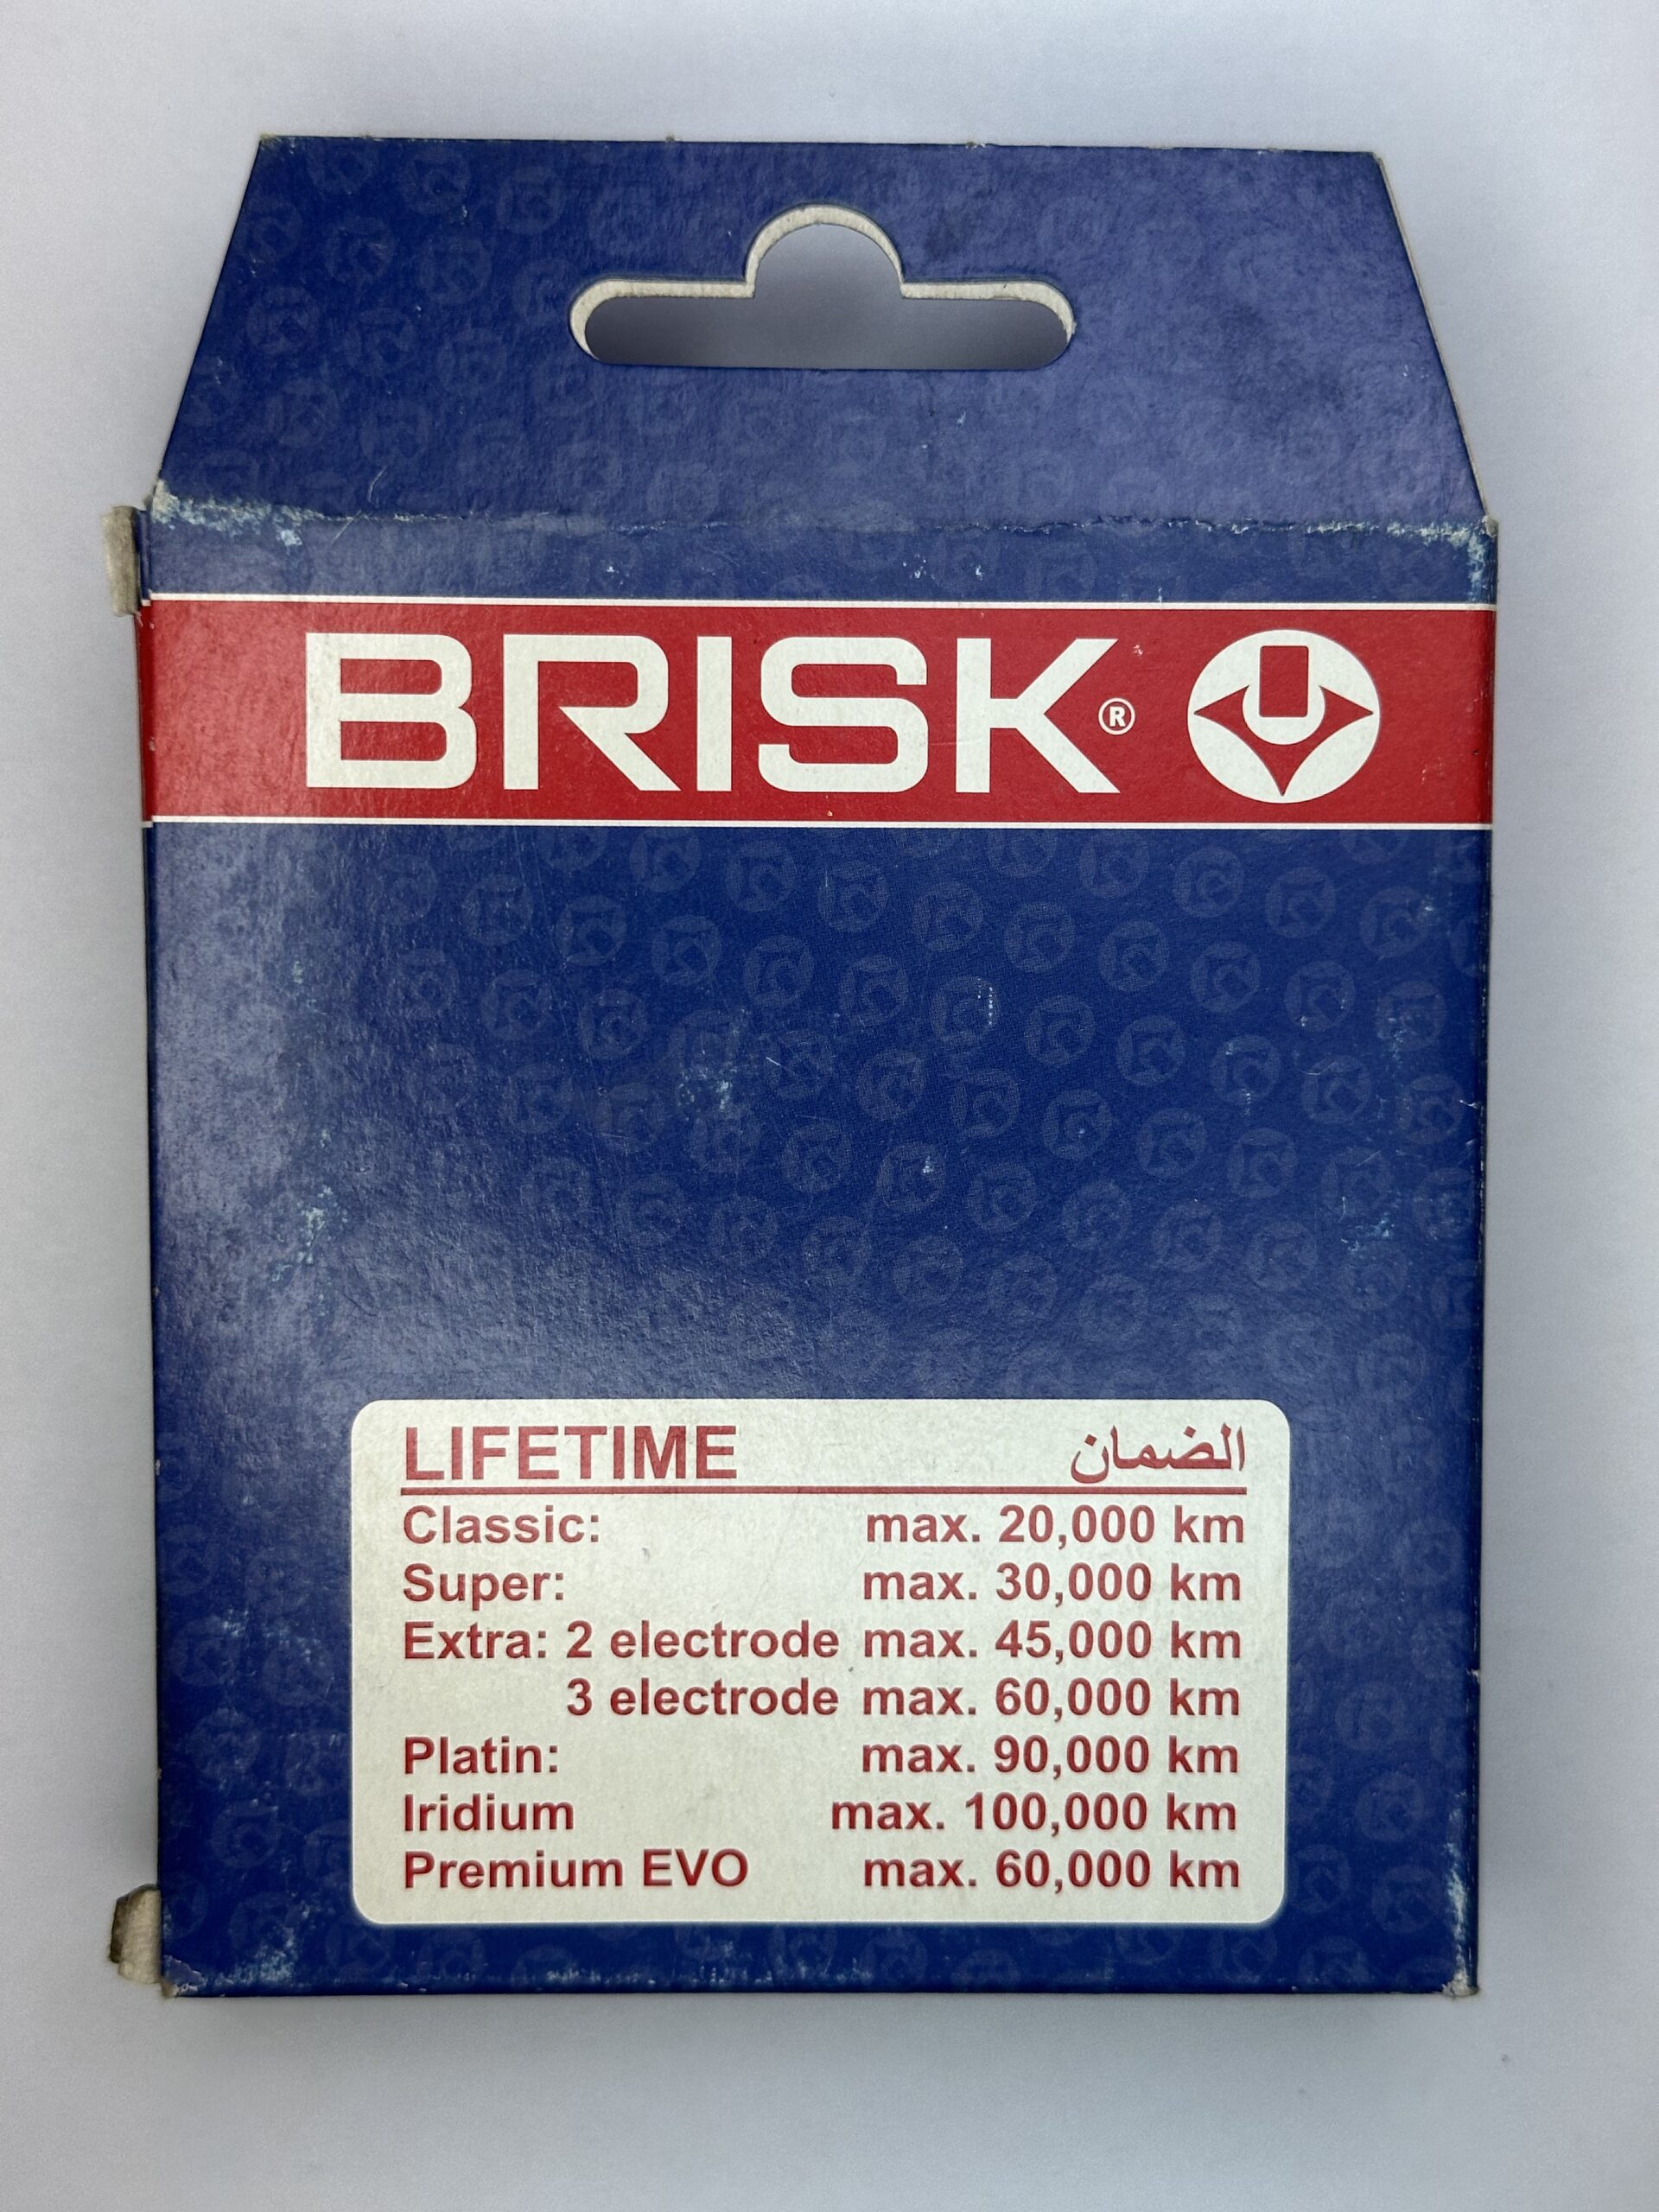 BRISK®
LIFETIME الضمان
Classic: max. 20,000 km
Super: max. 30,000 km
Extra: 2 electrode max. 45,000 km
3 electrode max. 60,000 km
Platin: max. 90,000 km
Iridium max. 100,000 km
Premium EVO max. 60,000 km